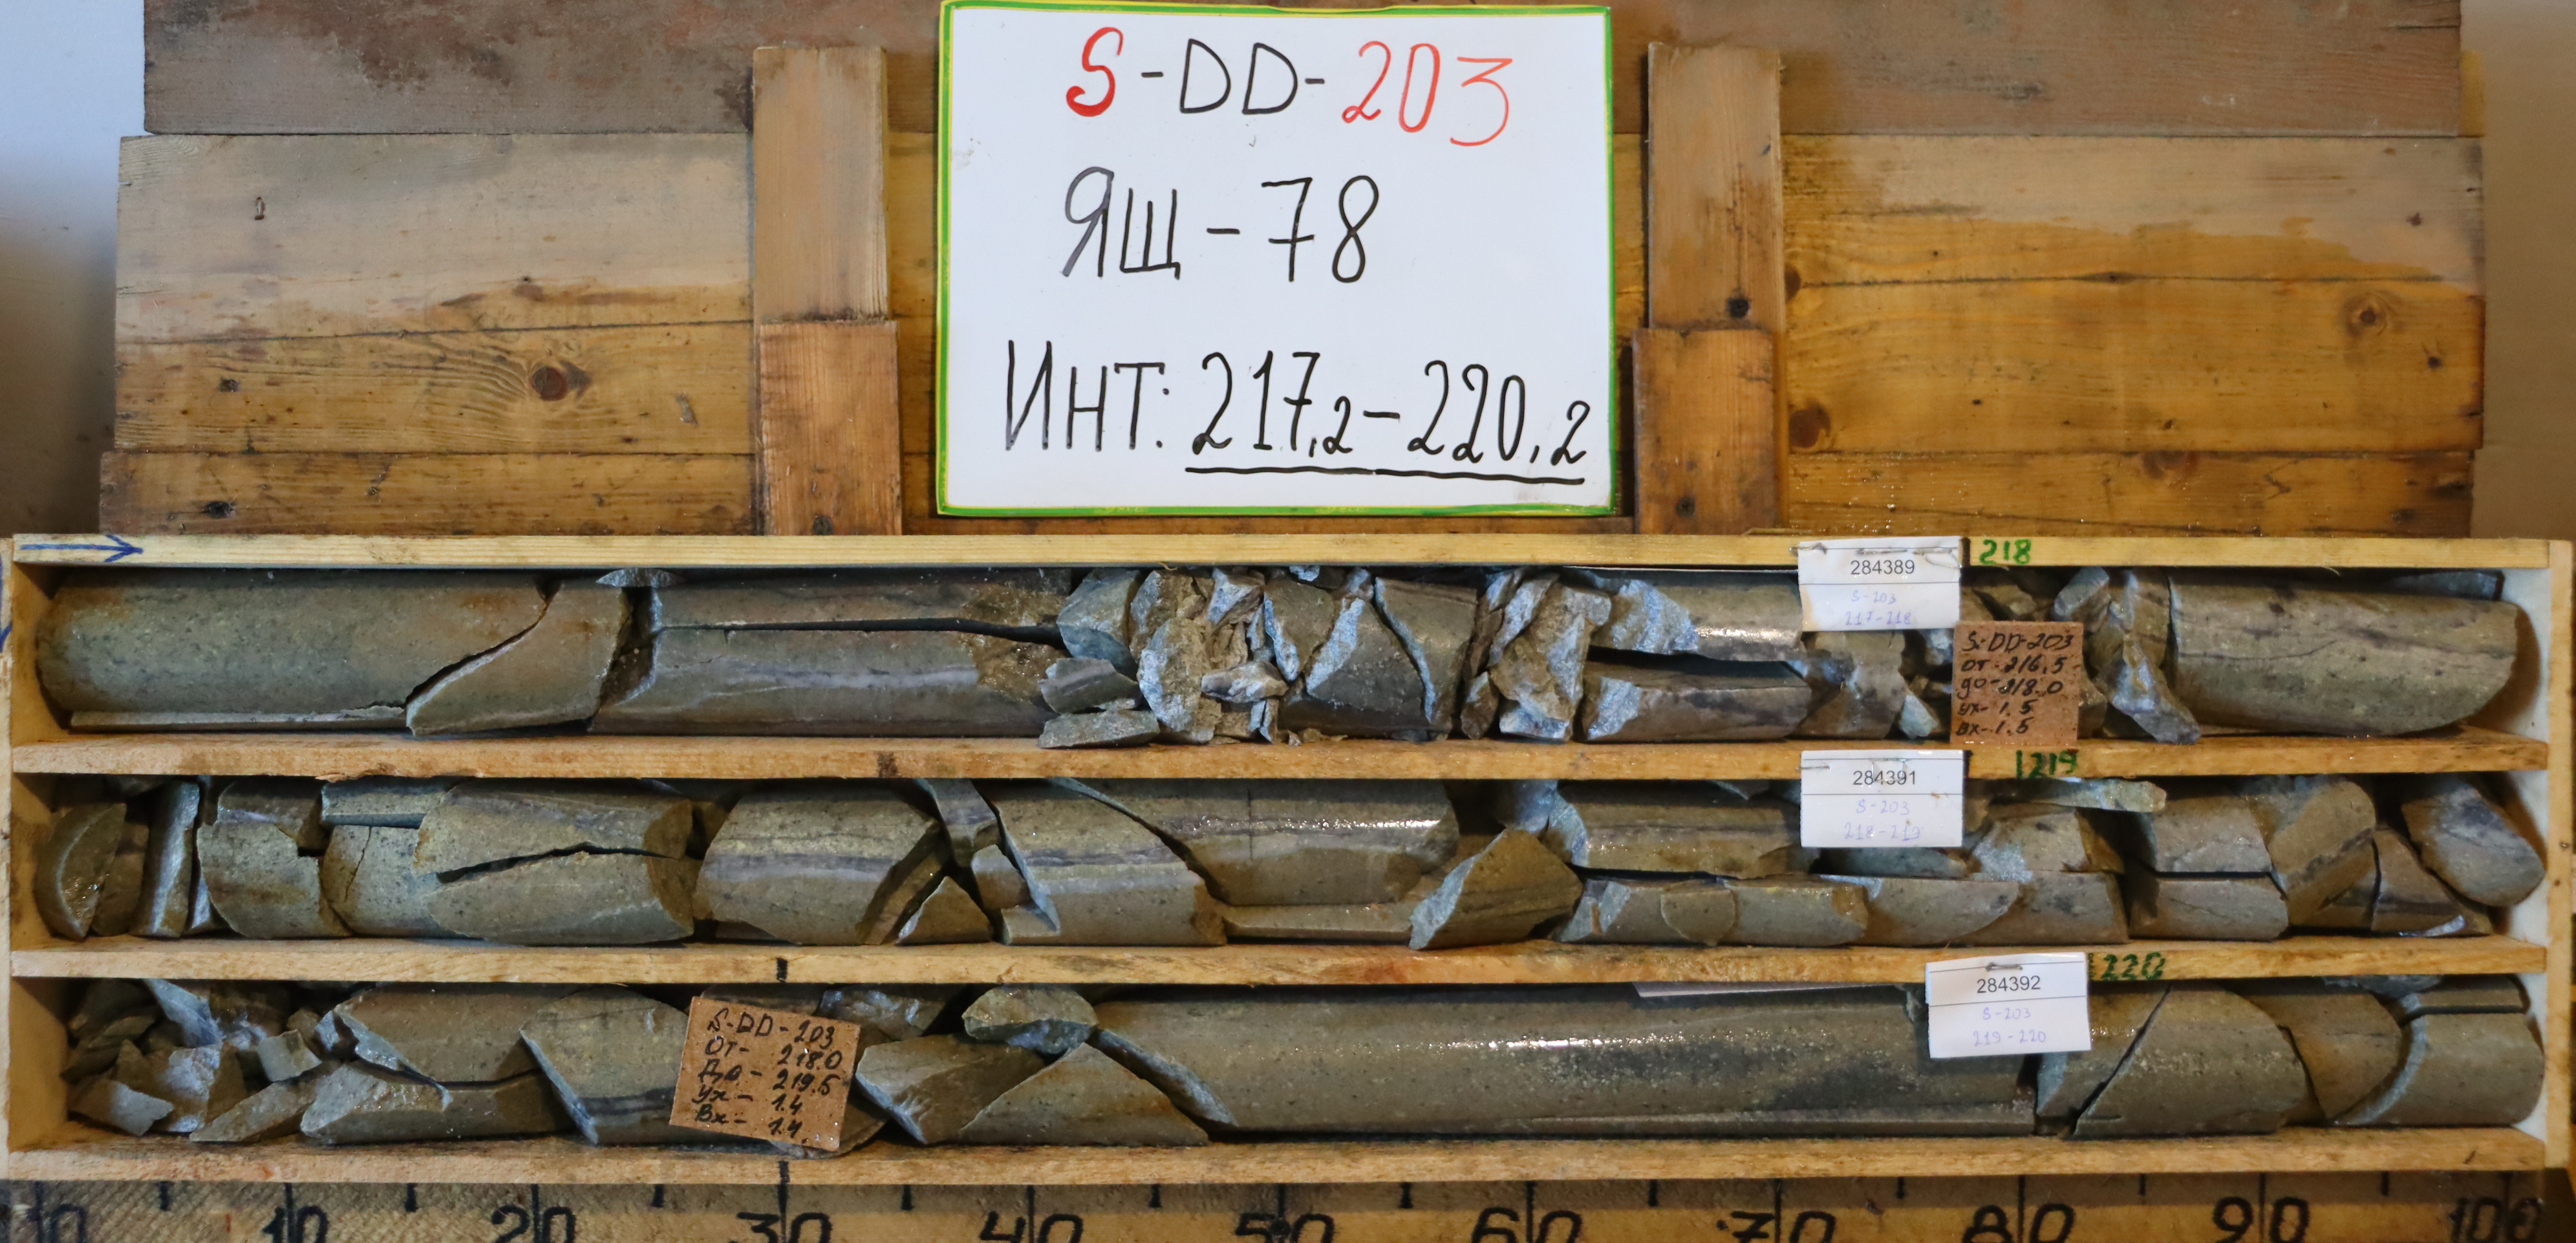 S-DD-203
ЯЩ-78
ИНТ: 217,2-220,2
218
284389
S-203
217-218
S-DD-203
от-216,5-
до-218.0
ух-1.5
вх-1.5
219
284391
S-203
218-219
220
284392
S-203
219-220
S-DD-203
От- 218.0
До- 219.5
Ух- 1.4
Вх- 1.4
0 10 20 30 40 50 60 70 80 90 100